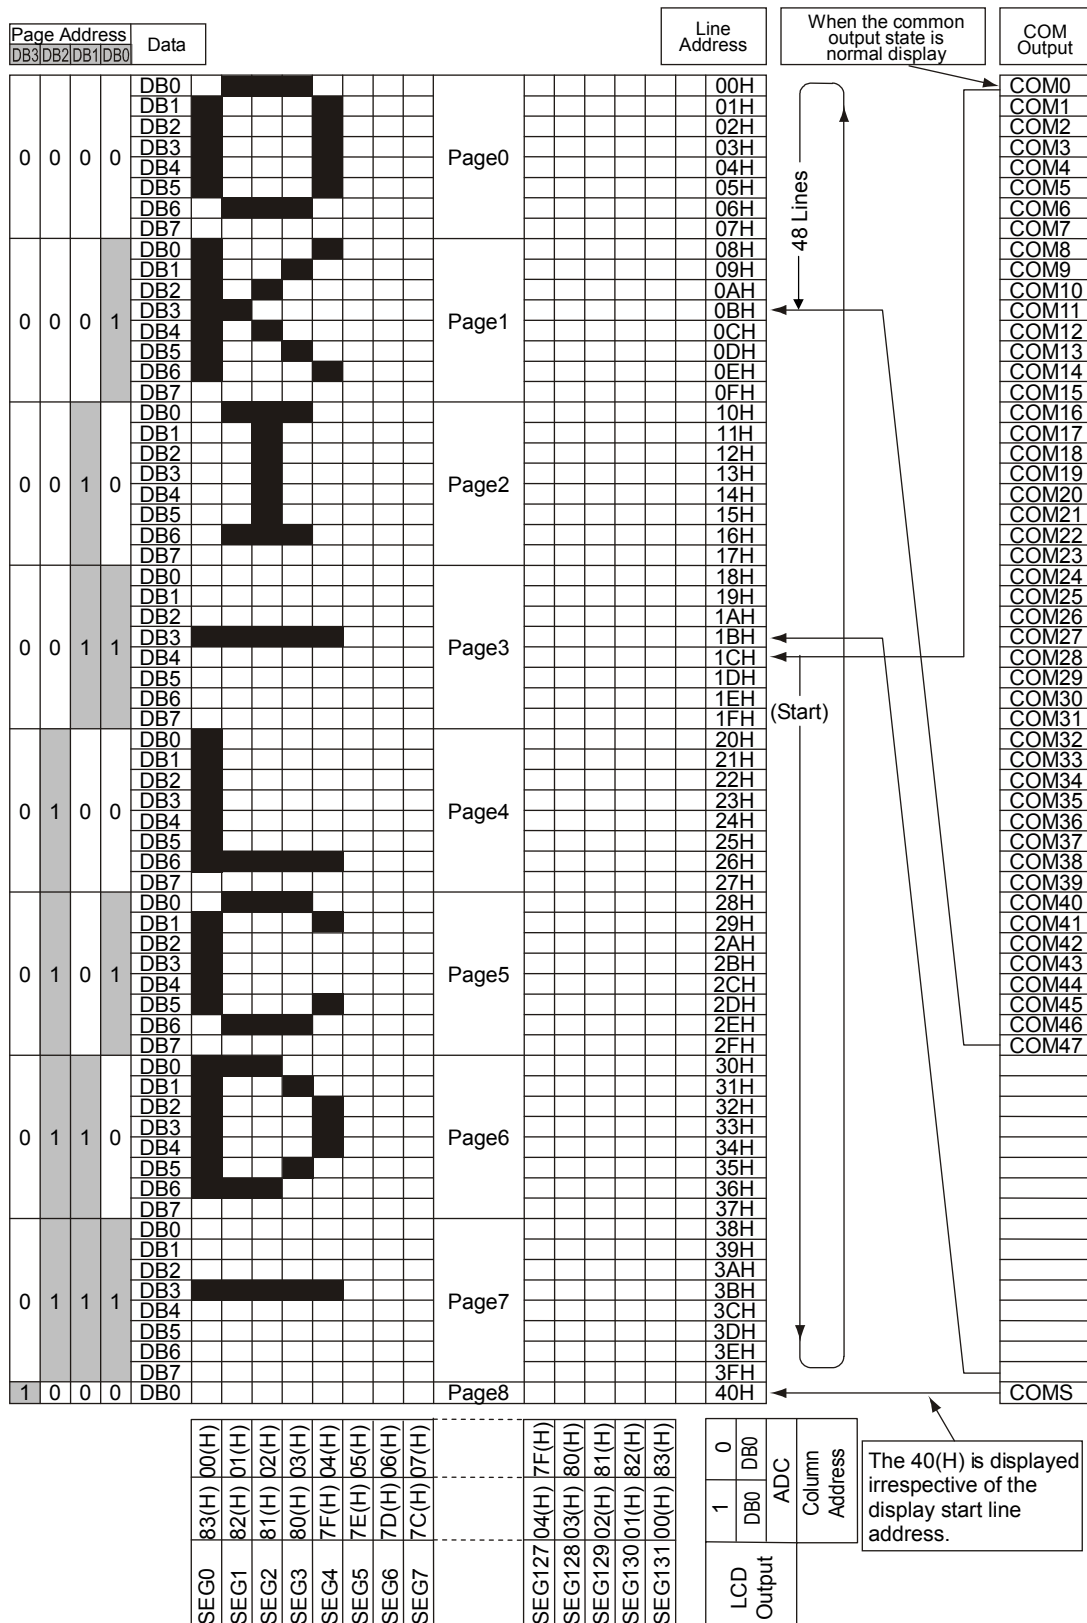 Page Address
DB3 DB2 DB1 DB0
Data
Line
Address
When the common
output state is
normal display
COM
Output
0 0 0 0
DB0
DB1
DB2
DB3
DB4
DB5
DB6
DB7
Page0
00H
01H
02H
03H
04H
05H
06H
07H
0 0 0 1
DB0
DB1
DB2
DB3
DB4
DB5
DB6
DB7
Page1
08H
09H
0AH
0BH
0CH
0DH
0EH
0FH
0 0 1 0
DB0
DB1
DB2
DB3
DB4
DB5
DB6
DB7
Page2
10H
11H
12H
13H
14H
15H
16H
17H
0 0 1 1
DB0
DB1
DB2
DB3
DB4
DB5
DB6
DB7
Page3
18H
19H
1AH
1BH
1CH
1DH
1EH
1FH
0 1 0 0
DB0
DB1
DB2
DB3
DB4
DB5
DB6
DB7
Page4
20H
21H
22H
23H
24H
25H
26H
27H
0 1 0 1
DB0
DB1
DB2
DB3
DB4
DB5
DB6
DB7
Page5
28H
29H
2AH
2BH
2CH
2DH
2EH
2FH
0 1 1 0
DB0
DB1
DB2
DB3
DB4
DB5
DB6
DB7
Page6
30H
31H
32H
33H
34H
35H
36H
37H
0 1 1 1
DB0
DB1
DB2
DB3
DB4
DB5
DB6
DB7
Page7
38H
39H
3AH
3BH
3CH
3DH
3EH
3FH
1 0 0 0
DB0
Page8
40H
48 Lines
(Start)
COM0
COM1
COM2
COM3
COM4
COM5
COM6
COM7
COM8
COM9
COM10
COM11
COM12
COM13
COM14
COM15
COM16
COM17
COM18
COM19
COM20
COM21
COM22
COM23
COM24
COM25
COM26
COM27
COM28
COM29
COM30
COM31
COM32
COM33
COM34
COM35
COM36
COM37
COM38
COM39
COM40
COM41
COM42
COM43
COM44
COM45
COM46
COM47
COMS
SEG0 83(H) 00(H)
SEG1 82(H) 01(H)
SEG2 81(H) 02(H)
SEG3 80(H) 03(H)
SEG4 7F(H) 04(H)
SEG5 7E(H) 05(H)
SEG6 7D(H) 06(H)
SEG7 7C(H) 07(H)
SEG127 04(H) 7F(H)
SEG128 03(H) 80(H)
SEG129 02(H) 81(H)
SEG130 01(H) 82(H)
SEG131 00(H) 83(H)
1 0
DB0 DB0
ADC
Column
Address
LCD
Output
The 40(H) is displayed
irrespective of the
display start line
address.